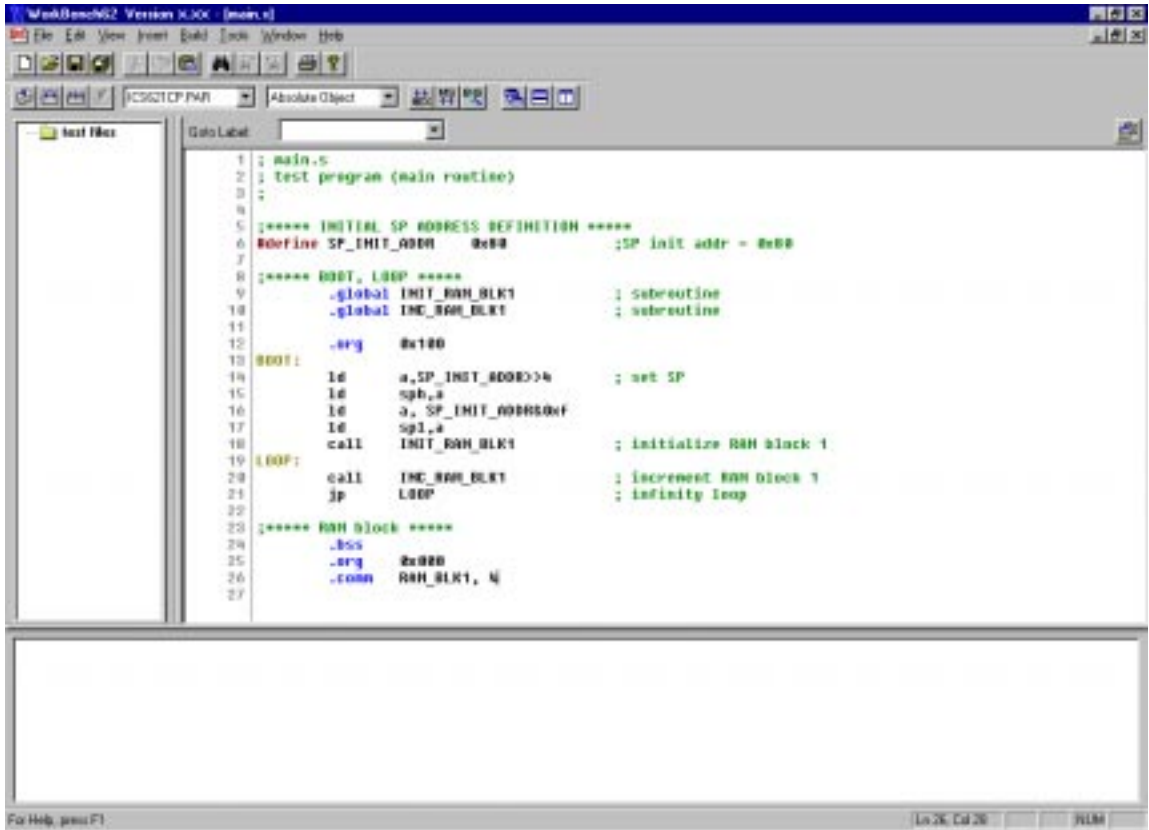 WorkBench62 Version X.XX - [main.s]
File Edit View Insert Build Tools Window Help
ICS62TCP.PAR Absolute Object
test files
Goto Label:
1 ; main.s
2 ; test program (main routine)
3 ;
4
5 ;***** INITIAL SP ADDRESS DEFINITION *****
6 #define SP_INIT_ADDR 0x80 ;SP init addr = 0x80
7
8 ;***** BOOT, LOOP *****
9 .global INIT_RAM_BLK1 ; subroutine
10 .global INC_RAM_BLK1 ; subroutine
11
12 .org 0x100
13 BOOT:
14 ld a,SP_INIT_ADDR>>4 ; set SP
15 ld sph,a
16 ld a, SP_INIT_ADDR&0xf
17 ld spl,a
18 call INIT_RAM_BLK1 ; initialize RAM block 1
19 LOOP:
20 call INC_RAM_BLK1 ; increment RAM block 1
21 jp LOOP ; infinity loop
22
23 ;***** RAM block *****
24 .bss
25 .org 0x000
26 .comm RAM_BLK1, 4
27
For Help, press F1 Ln 26, Col 28 NUM